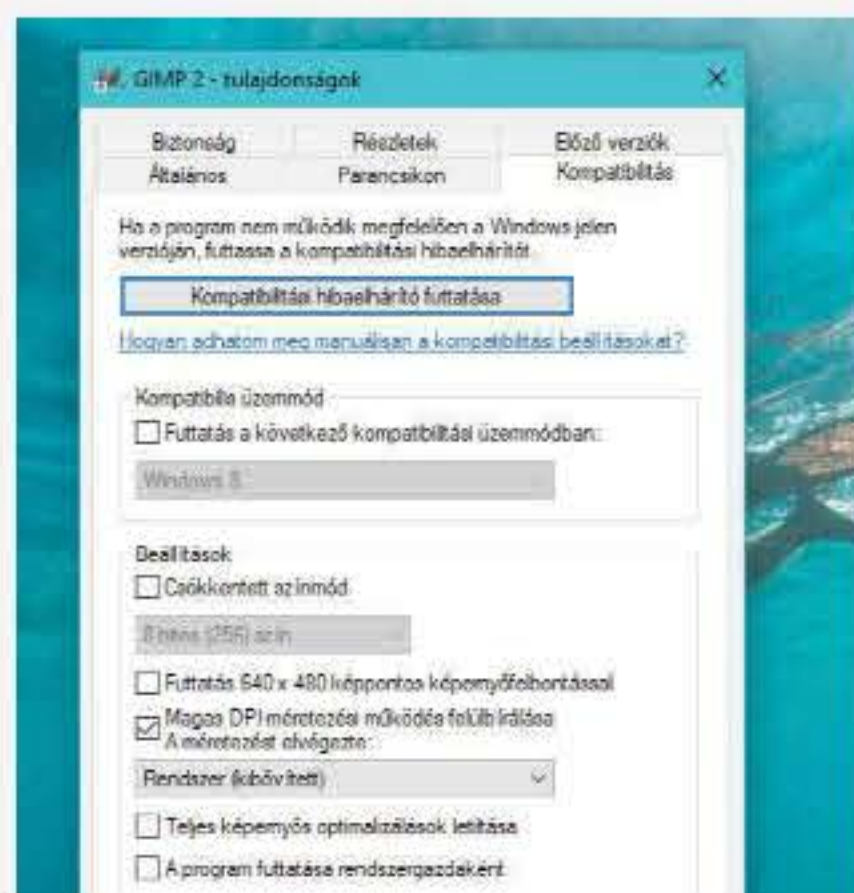 GIMP 2 - tulajdonságok
Biztonság Részletek Előző verziók
Általános Parancsikon Kompatibilitás
Ha a program nem működik megfelelően a Windows jelen
verzióján, futtassa a kompatibilitási hibaelhárítót.
Kompatibilitási hibaelhárító futtatása
Hogyan adhatom meg manuálisan a kompatibilitási beállításokat?
Kompatibilis üzemmód
Futtatás a következő kompatibilitási üzemmódban:
Windows 8
Beállítások
Csökkentett színmód
8 bites (256) szín
Futtatás 640 x 480 képpontos képernyőfelbontással
Magas DPI méretezési működés felülbírálása
A méretezést elvégezte:
Rendszer (kibővített)
Teljes képernyős optimalizálások letiltása
A program futtatása rendszergazdaként